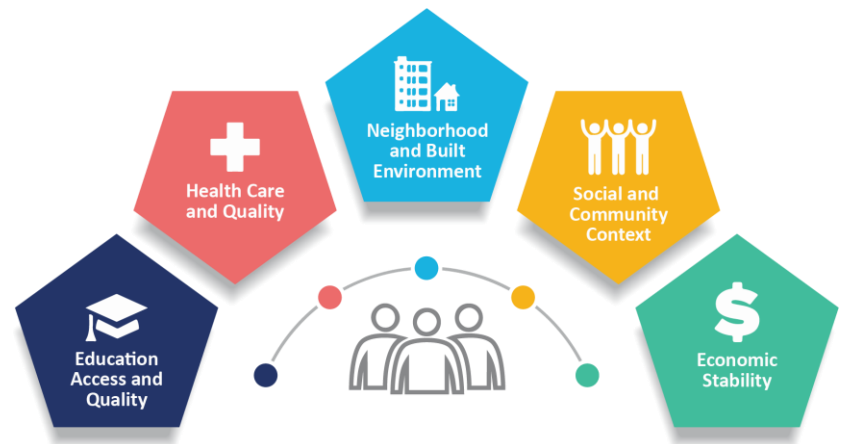 Neighborhood
and Built
Environment
Health Care
and Quality
Social and
Community
Context
Education
Access and
Quality
$
Economic
Stability